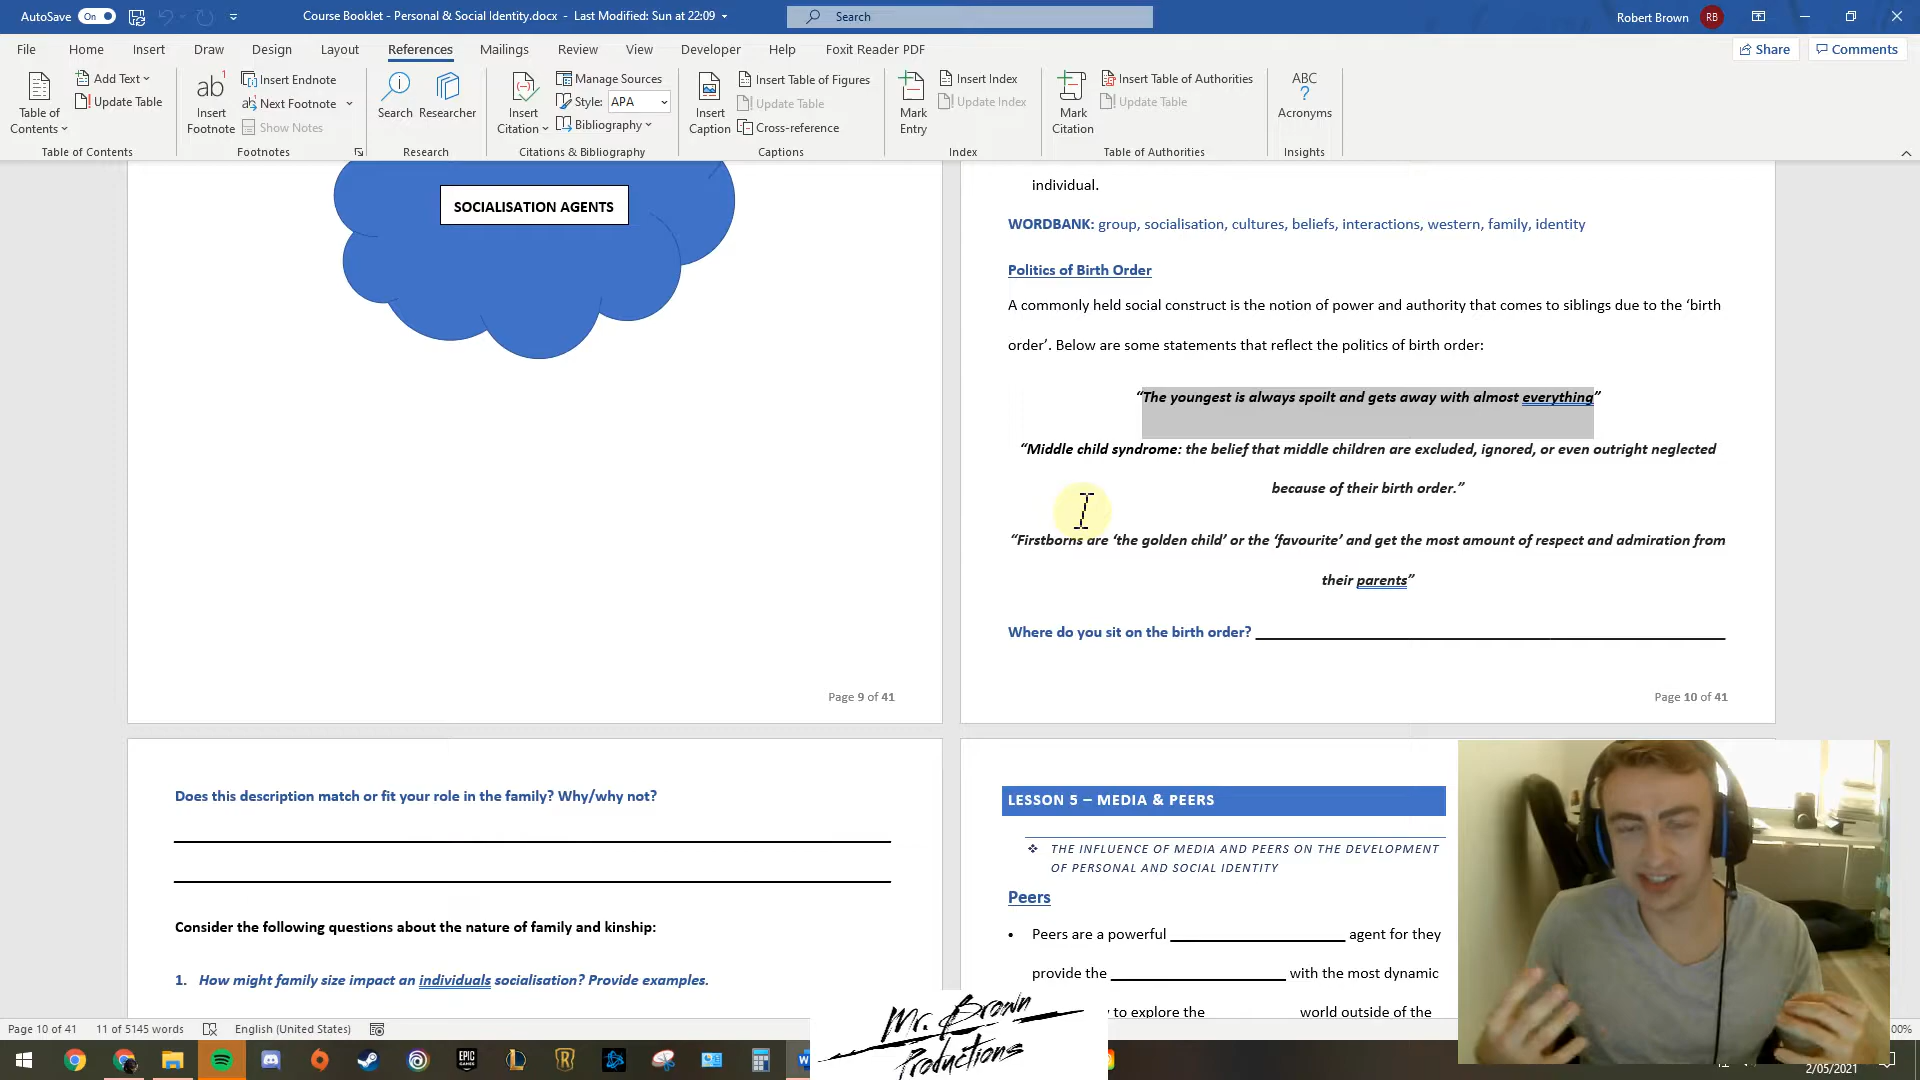 AutoSave On
Course Booklet - Personal & Social Identity.docx - Last Modified: Sun at 22:09
Search
Robert Brown RB
File Home Insert Draw Design Layout References Mailings Review View Developer Help Foxit Reader PDF
Share Comments
Table of Contents
Add Text
Update Table
Table of Contents
ab1
Insert Footnote
Insert Endnote
Next Footnote
Show Notes
Footnotes
Search
Researcher
Research
Insert Citation
Manage Sources
Style: APA
Bibliography
Citations & Bibliography
Insert Caption
Insert Table of Figures
Update Table
Cross-reference
Captions
Mark Entry
Insert Index
Update Index
Index
Mark Citation
Insert Table of Authorities
Update Table
Table of Authorities
ABC
?
Acronyms
Insights
SOCIALISATION AGENTS
Page 9 of 41
individual.
WORDBANK: group, socialisation, cultures, beliefs, interactions, western, family, identity
Politics of Birth Order
A commonly held social construct is the notion of power and authority that comes to siblings due to the ‘birth
order’. Below are some statements that reflect the politics of birth order:
“The youngest is always spoilt and gets away with almost everything”
“Middle child syndrome: the belief that middle children are excluded, ignored, or even outright neglected
because of their birth order.”
“Firstborns are ‘the golden child’ or the ‘favourite’ and get the most amount of respect and admiration from
their parents”
Where do you sit on the birth order?
Page 10 of 41
Does this description match or fit your role in the family? Why/why not?
Consider the following questions about the nature of family and kinship:
1. How might family size impact an individuals socialisation? Provide examples.
LESSON 5 – MEDIA & PEERS
THE INFLUENCE OF MEDIA AND PEERS ON THE DEVELOPMENT
OF PERSONAL AND SOCIAL IDENTITY
Peers
• Peers are a powerful agent for they
provide the with the most dynamic
to explore the world outside of the
Page 10 of 41 11 of 5145 words English (United States)
Mr. Brown
Productions
EPIC
GAMES
2/05/2021